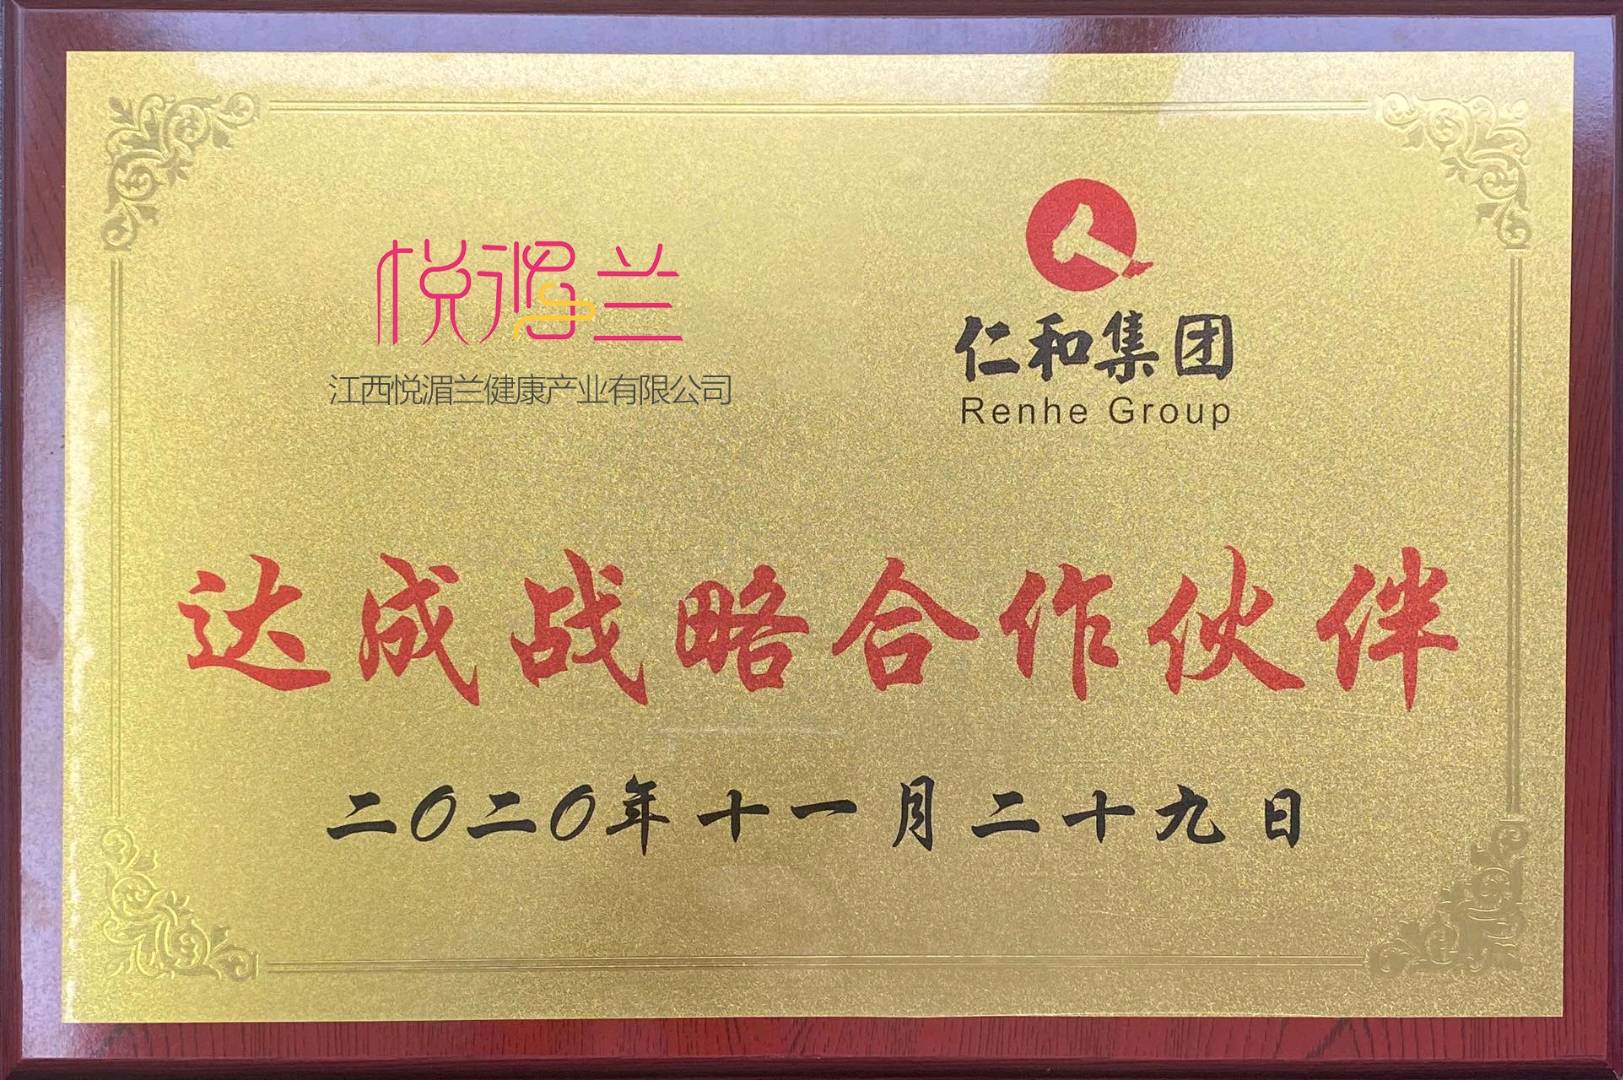 悦湄兰
江西悦湄兰健康产业有限公司
仁和集团
Renhe Group
达成战略合作伙伴
二〇二〇年十一月二十九日